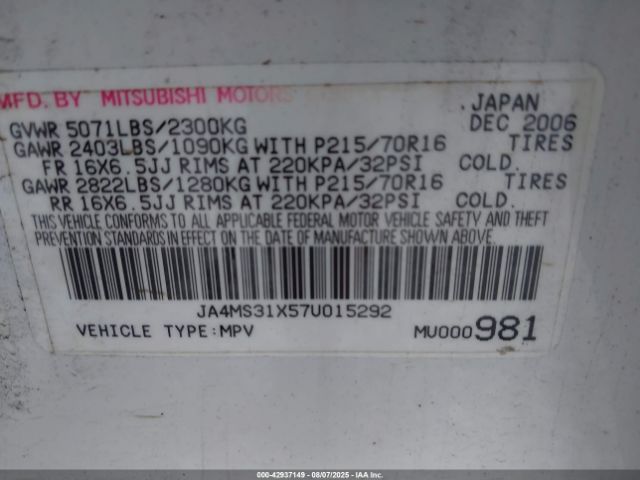 MFD. BY MITSUBISHI MOTORS JAPAN
GVWR 5071LBS/2300KG DEC 2006
GAWR 2403LBS/1090KG WITH P215/70R16 TIRES
FR 16X6.5JJ RIMS AT 220KPA/32PSI COLD.
GAWR 2822LBS/1280KG WITH P215/70R16 TIRES
RR 16X6.5JJ RIMS AT 220KPA/32PSI COLD.
THIS VEHICLE CONFORMS TO ALL APPLICABLE FEDERAL MOTOR VEHICLE SAFETY AND THEFT
PREVENTION STANDARDS IN EFFECT ON THE DATE OF MANUFACTURE SHOWN ABOVE.
JA4MS31X57U015292
VEHICLE TYPE:MPV MU000981
000-42937149 - 08/07/2025 - IAA Inc.